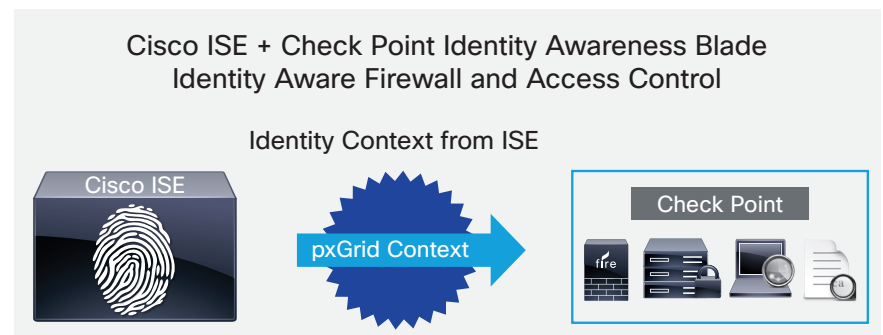 Cisco ISE + Check Point Identity Awareness Blade
Identity Aware Firewall and Access Control
Identity Context from ISE
Cisco ISE
pxGrid Context
Check Point
fire
ca